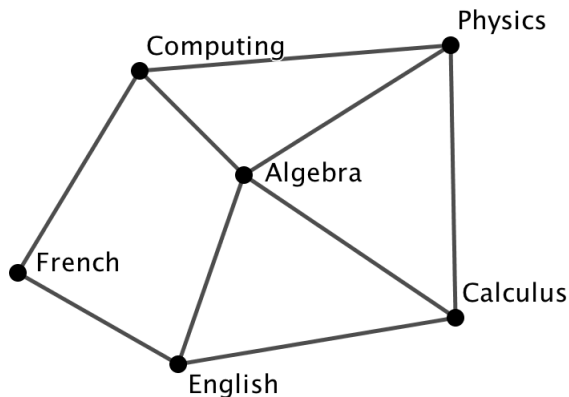 Physics
Computing
Algebra
French
Calculus
English